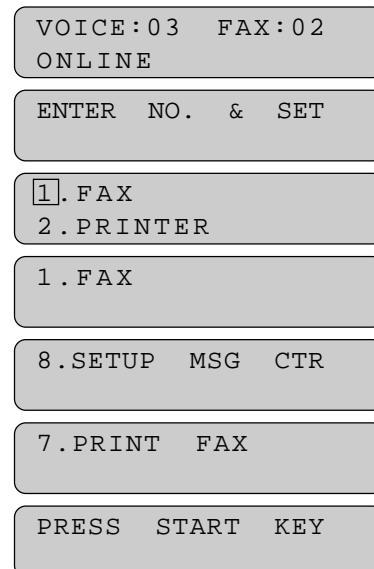 VOICE:03 FAX:02
ONLINE
ENTER NO. & SET
1.FAX
2.PRINTER
1.FAX
8.SETUP MSG CTR
7.PRINT FAX
PRESS START KEY